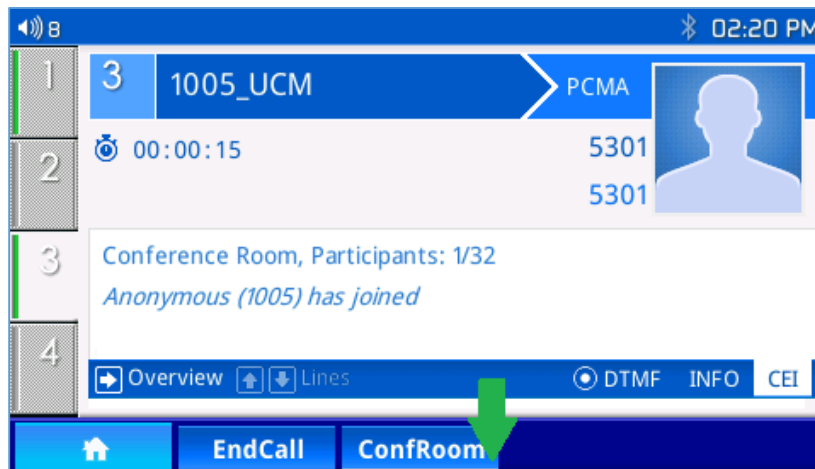 8 02:20 PM
1
3 1005_UCM PCMA
00:00:15 5301
2
5301
3
Conference Room, Participants: 1/32
Anonymous (1005) has joined
4
Overview Lines DTMF INFO CEI
EndCall ConfRoom